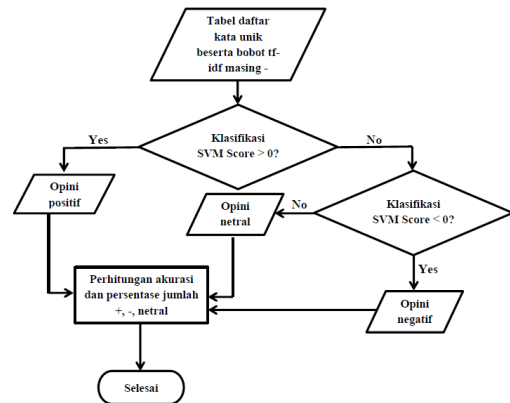 Tabel daftar
kata unik
beserta bobot tf-
idf masing -
Yes
Klasifikasi
SVM Score > 0?
No
Opini
positif
Opini
netral
No
Klasifikasi
SVM Score < 0?
Yes
Perhitungan akurasi
dan persentase jumlah
+, -, netral
Opini
negatif
Selesai